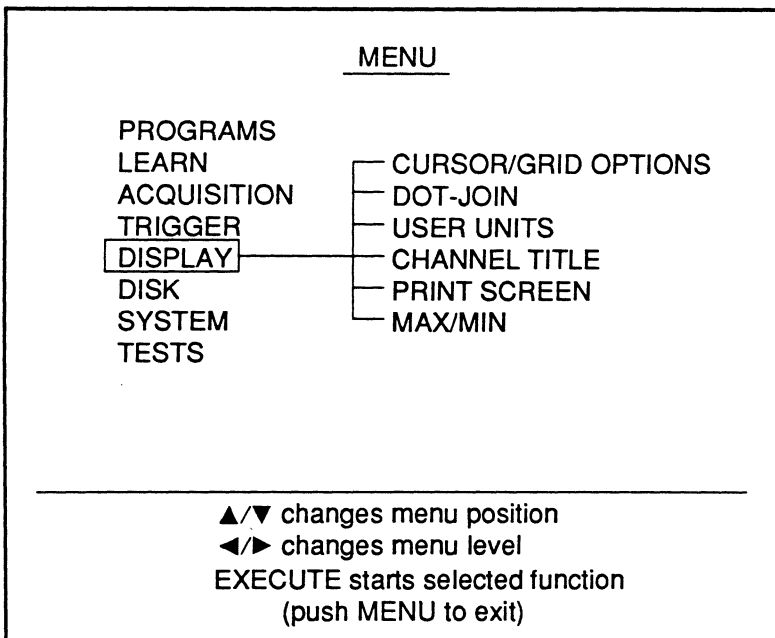 MENU
PROGRAMS
LEARN
ACQUISITION
TRIGGER
DISPLAY
DISK
SYSTEM
TESTS
CURSOR/GRID OPTIONS
DOT-JOIN
USER UNITS
CHANNEL TITLE
PRINT SCREEN
MAX/MIN
▲/▼ changes menu position
◄/► changes menu level
EXECUTE starts selected function
(push MENU to exit)